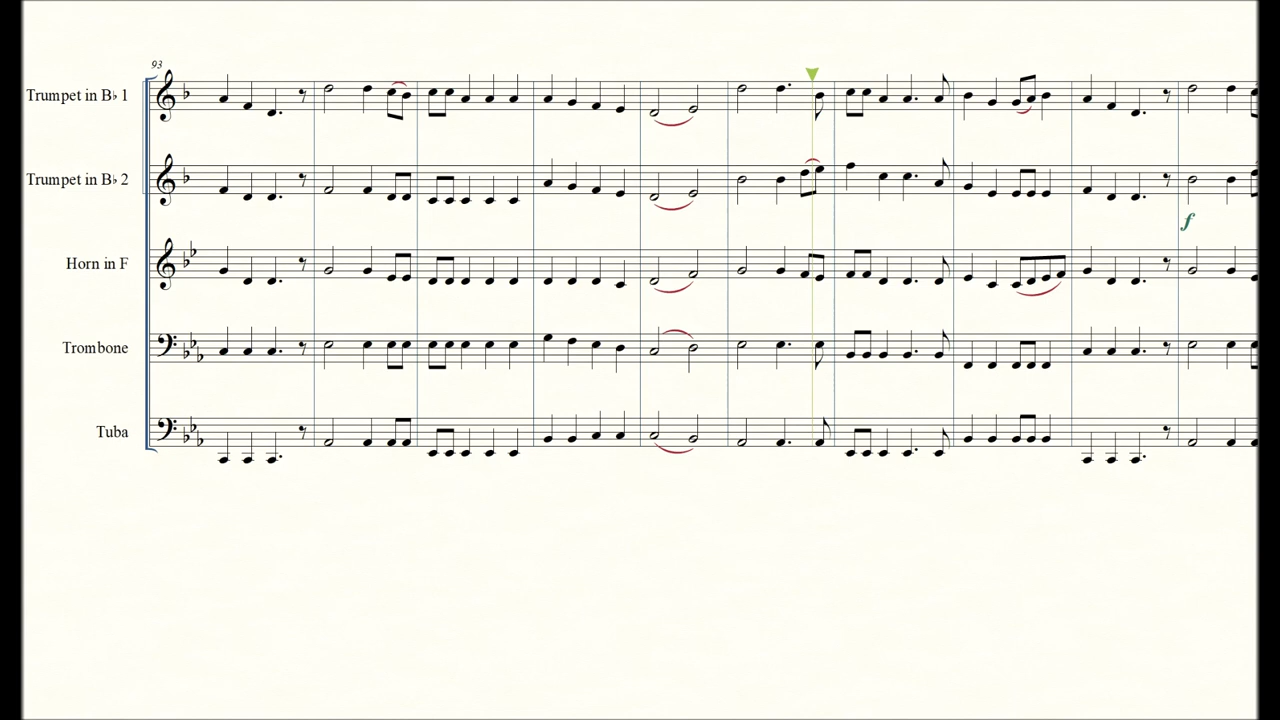 93
Trumpet in B♭ 1
Trumpet in B♭ 2
f
Horn in F
Trombone
Tuba